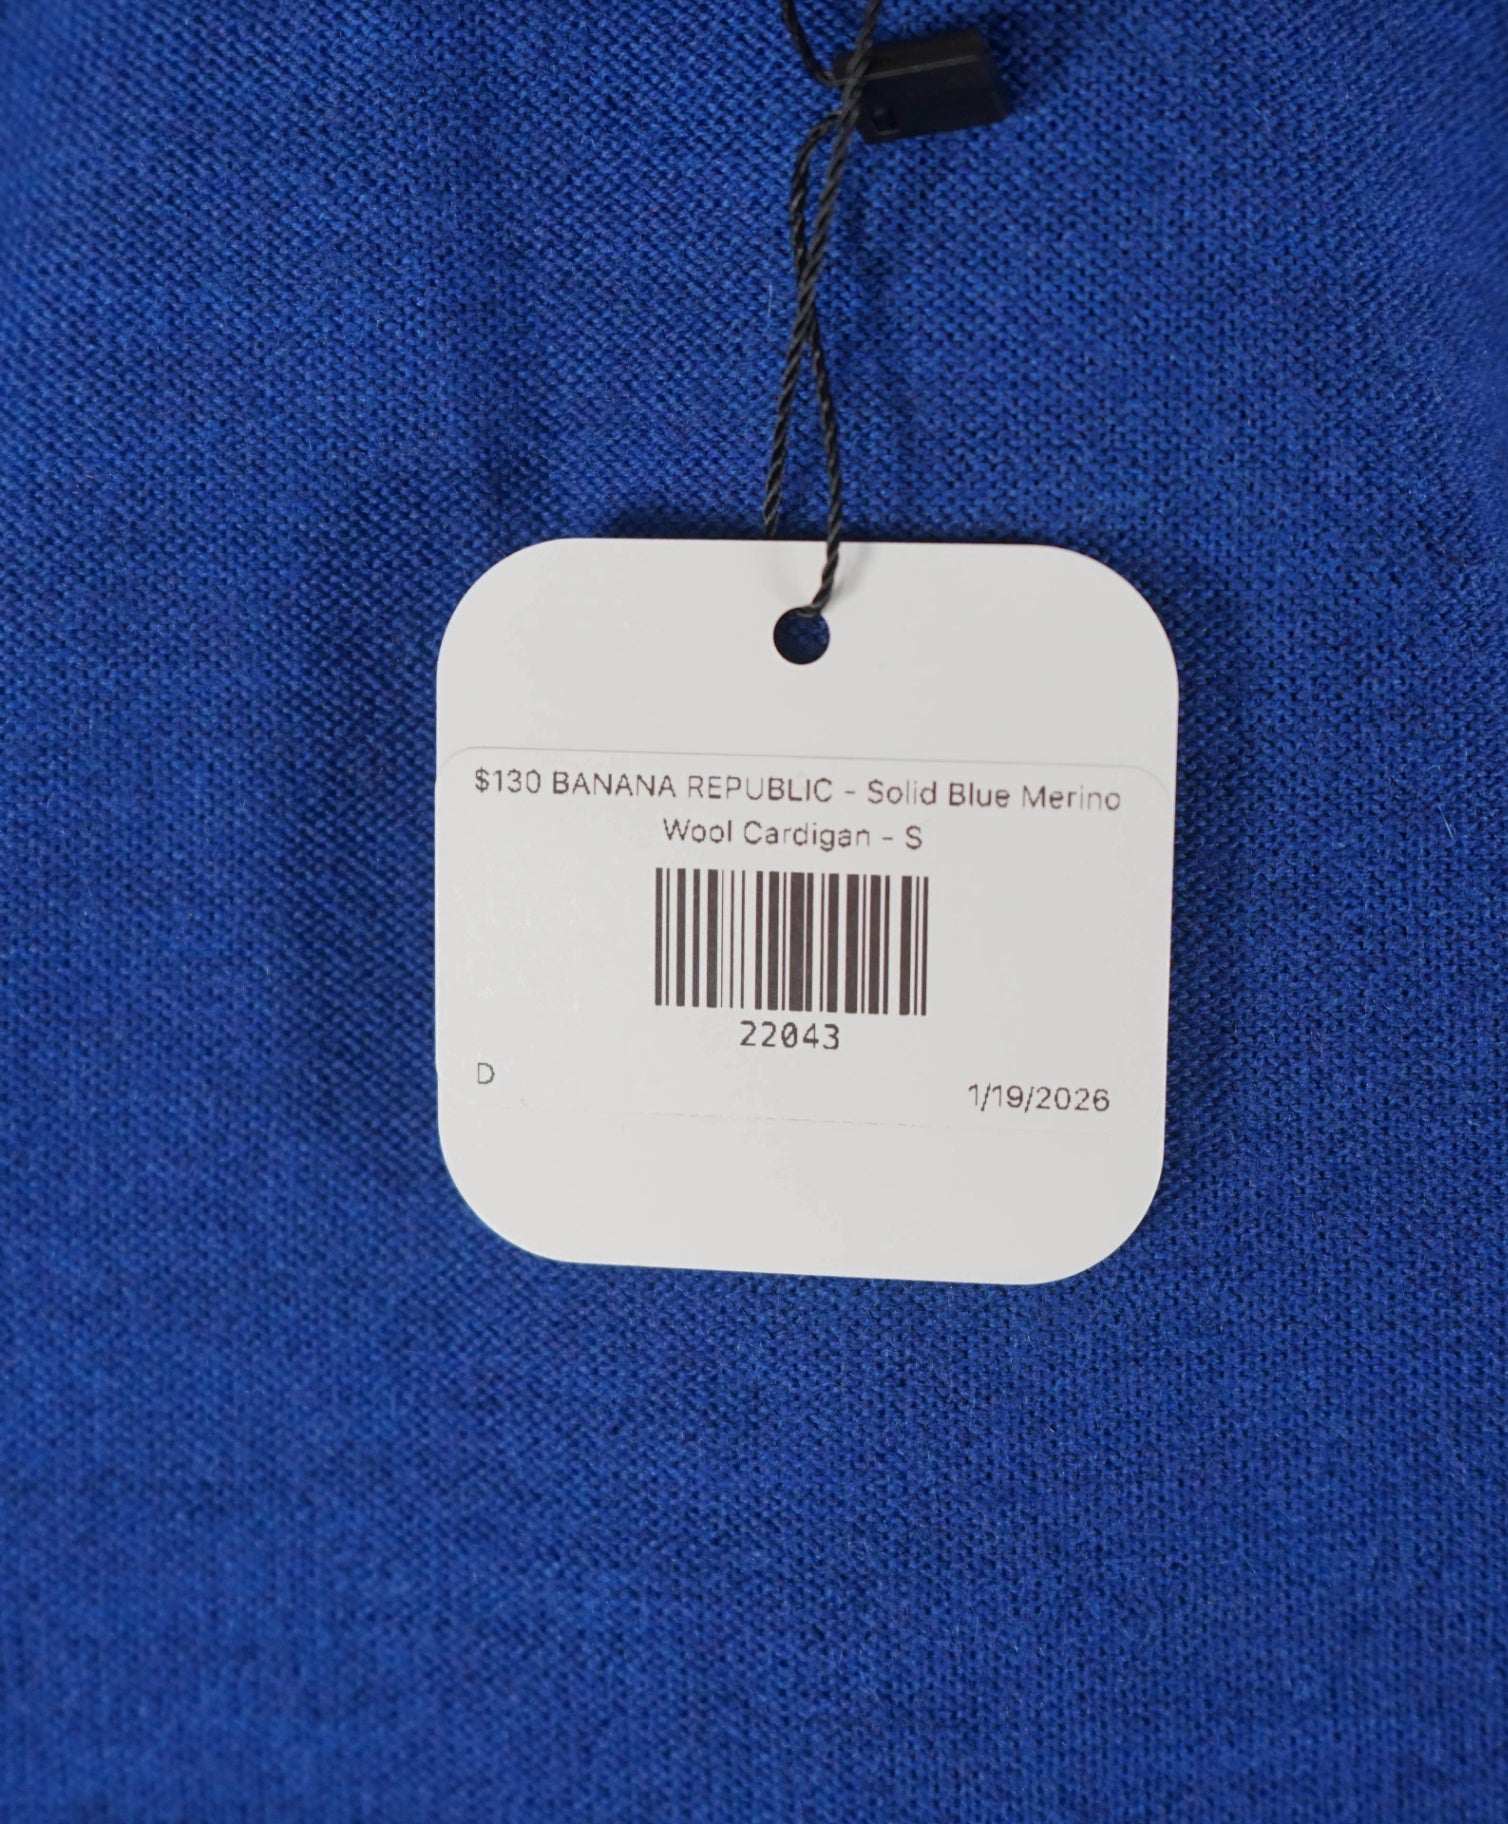 $130 BANANA REPUBLIC - Solid Blue Merino
Wool Cardigan - S
22043
D
1/19/2026